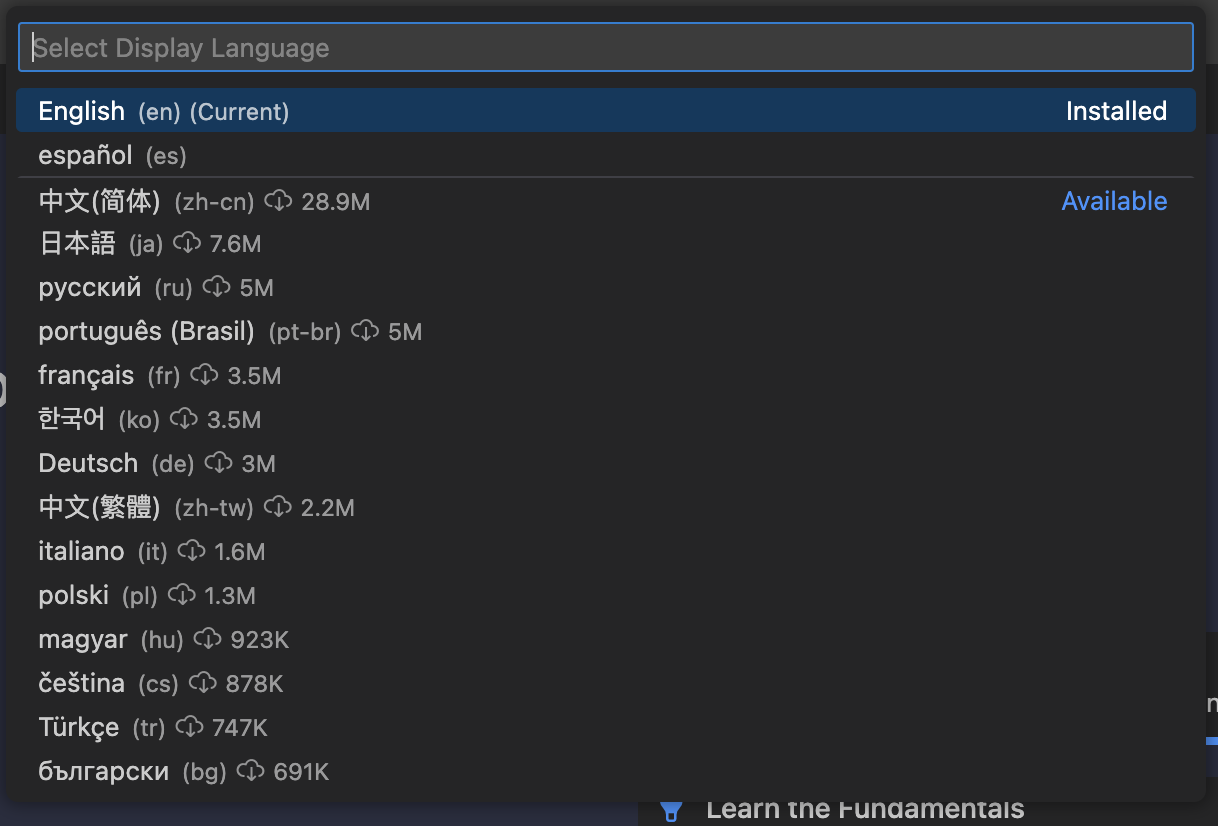 Select Display Language
English (en) (Current) Installed
español (es)
中文(简体) (zh-cn) 28.9M Available
日本語 (ja) 7.6M
русский (ru) 5M
português (Brasil) (pt-br) 5M
français (fr) 3.5M
한국어 (ko) 3.5M
Deutsch (de) 3M
中文(繁體) (zh-tw) 2.2M
italiano (it) 1.6M
polski (pl) 1.3M
magyar (hu) 923K
čeština (cs) 878K
Türkçe (tr) 747K
български (bg) 691K
Learn the Fundamentals